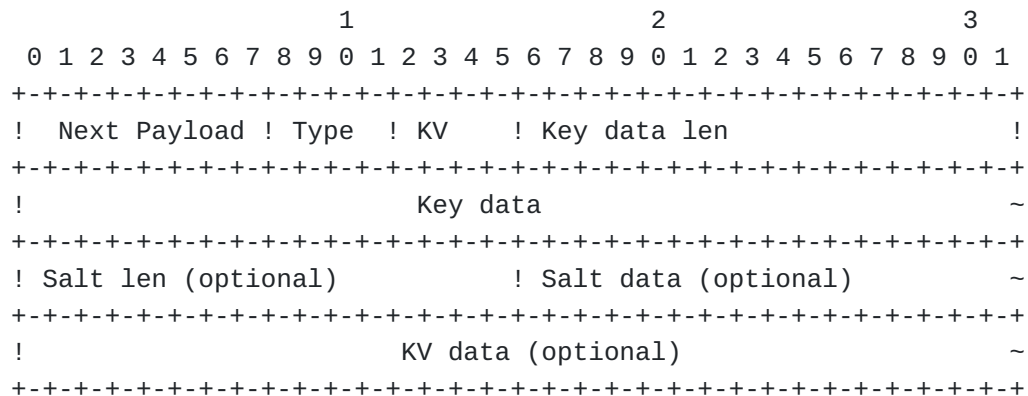 1                   2                   3
 0 1 2 3 4 5 6 7 8 9 0 1 2 3 4 5 6 7 8 9 0 1 2 3 4 5 6 7 8 9 0 1
+-+-+-+-+-+-+-+-+-+-+-+-+-+-+-+-+-+-+-+-+-+-+-+-+-+-+-+-+-+-+-+-+
!  Next Payload ! Type  ! KV    ! Key data len                  !
+-+-+-+-+-+-+-+-+-+-+-+-+-+-+-+-+-+-+-+-+-+-+-+-+-+-+-+-+-+-+-+-+
!                         Key data                              ~
+-+-+-+-+-+-+-+-+-+-+-+-+-+-+-+-+-+-+-+-+-+-+-+-+-+-+-+-+-+-+-+-+
! Salt len (optional)           ! Salt data (optional)          ~
+-+-+-+-+-+-+-+-+-+-+-+-+-+-+-+-+-+-+-+-+-+-+-+-+-+-+-+-+-+-+-+-+
!                        KV data (optional)                     ~
+-+-+-+-+-+-+-+-+-+-+-+-+-+-+-+-+-+-+-+-+-+-+-+-+-+-+-+-+-+-+-+-+